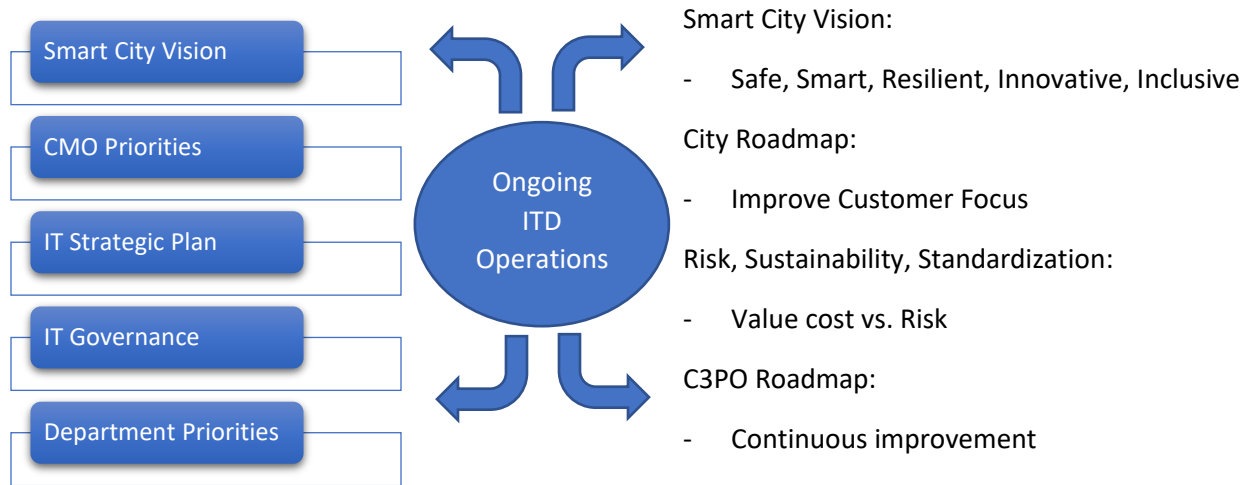 Smart City Vision
CMO Priorities
IT Strategic Plan
IT Governance
Department Priorities
Ongoing
ITD
Operations
Smart City Vision:
- Safe, Smart, Resilient, Innovative, Inclusive
City Roadmap:
- Improve Customer Focus
Risk, Sustainability, Standardization:
- Value cost vs. Risk
C3PO Roadmap:
- Continuous improvement